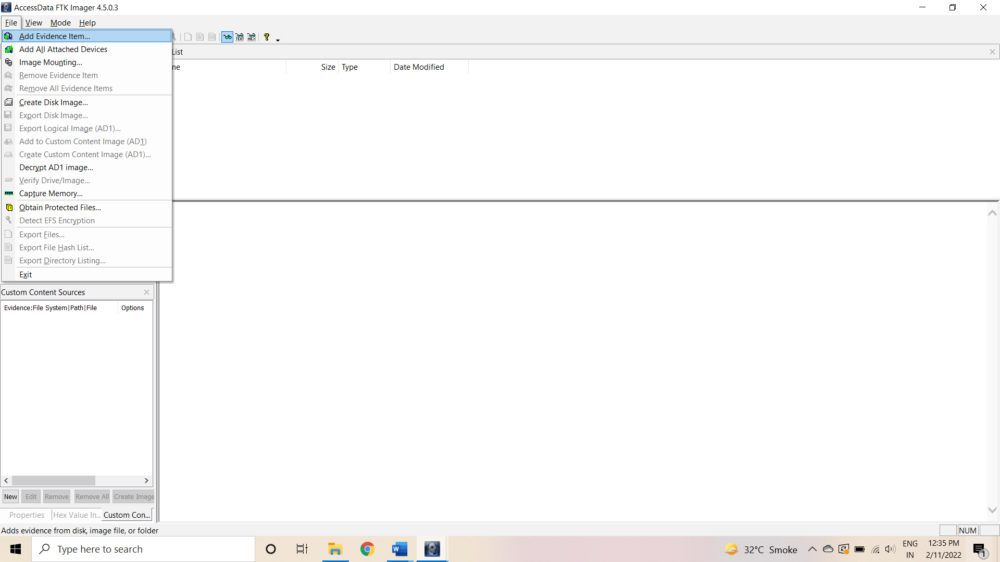 AccessData FTK Imager 4.5.0.3
File View Mode Help
Add Evidence Item...
Add All Attached Devices
Image Mounting...
Remove Evidence Item
Remove All Evidence Items
Create Disk Image...
Export Disk Image...
Export Logical Image (AD1)...
Add to Custom Content Image (AD1)
Create Custom Content Image (AD1)...
Decrypt AD1 image...
Verify Drive/Image...
Capture Memory...
Obtain Protected Files...
Detect EFS Encryption
Export Files...
Export File Hash List...
Export Directory Listing...
Exit
TEXT HEX ?
List
me Size Type Date Modified
Custom Content Sources
Evidence:File System|Path|File Options
New Edit Remove Remove All Create Image
Properties Hex Value In... Custom Con...
Adds evidence from disk, image file, or folder
NUM
Type here to search
32°C Smoke
ENG
IN
12:35 PM
2/11/2022
1